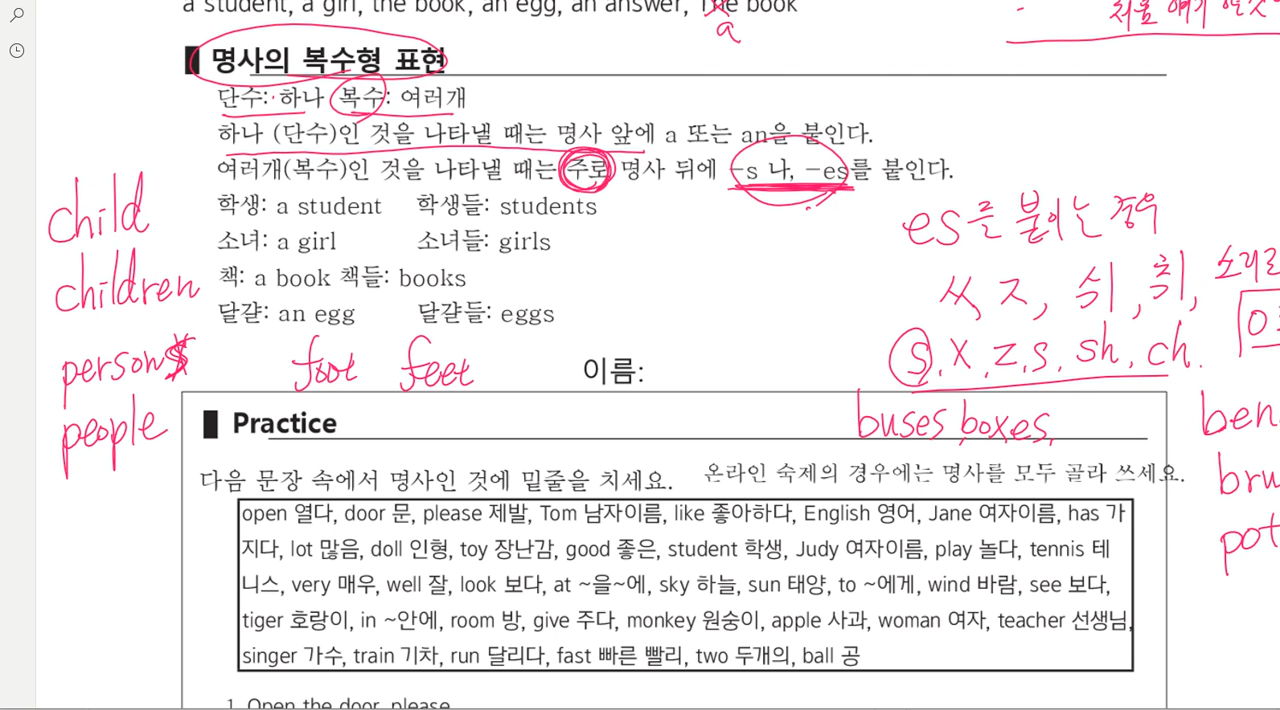 a student, a girl, the book, an egg, an answer, The book
a
처음 얘기
명사의 복수형 표현
단수: 하나 복수: 여러개
하나 (단수)인 것을 나타낼 때는 명사 앞에 a 또는 an을 붙인다.
여러개(복수)인 것을 나타낼 때는 주로 명사 뒤에 -s 나, -es를 붙인다.
학생: a student 학생들: students
소녀: a girl 소녀들: girls
책: a book 책들: books
달걀: an egg 달걀들: eggs
child
children
persons
people
foot feet
es를 붙이는 경우
ㅆ, ㅈ, 쉬, 취, 소리로
s, x, z, s, sh, ch.
buses, boxes,
ben
bru
pot
이름:
Practice
다음 문장 속에서 명사인 것에 밑줄을 치세요. 온라인 숙제의 경우에는 명사를 모두 골라 쓰세요.
open 열다, door 문, please 제발, Tom 남자이름, like 좋아하다, English 영어, Jane 여자이름, has 가
지다, lot 많음, doll 인형, toy 장난감, good 좋은, student 학생, Judy 여자이름, play 놀다, tennis 테
니스, very 매우, well 잘, look 보다, at ~을~에, sky 하늘, sun 태양, to ~에게, wind 바람, see 보다,
tiger 호랑이, in ~안에, room 방, give 주다, monkey 원숭이, apple 사과, woman 여자, teacher 선생님,
singer 가수, train 기차, run 달리다, fast 빠른 빨리, two 두개의, ball 공
1. Open the door, please.